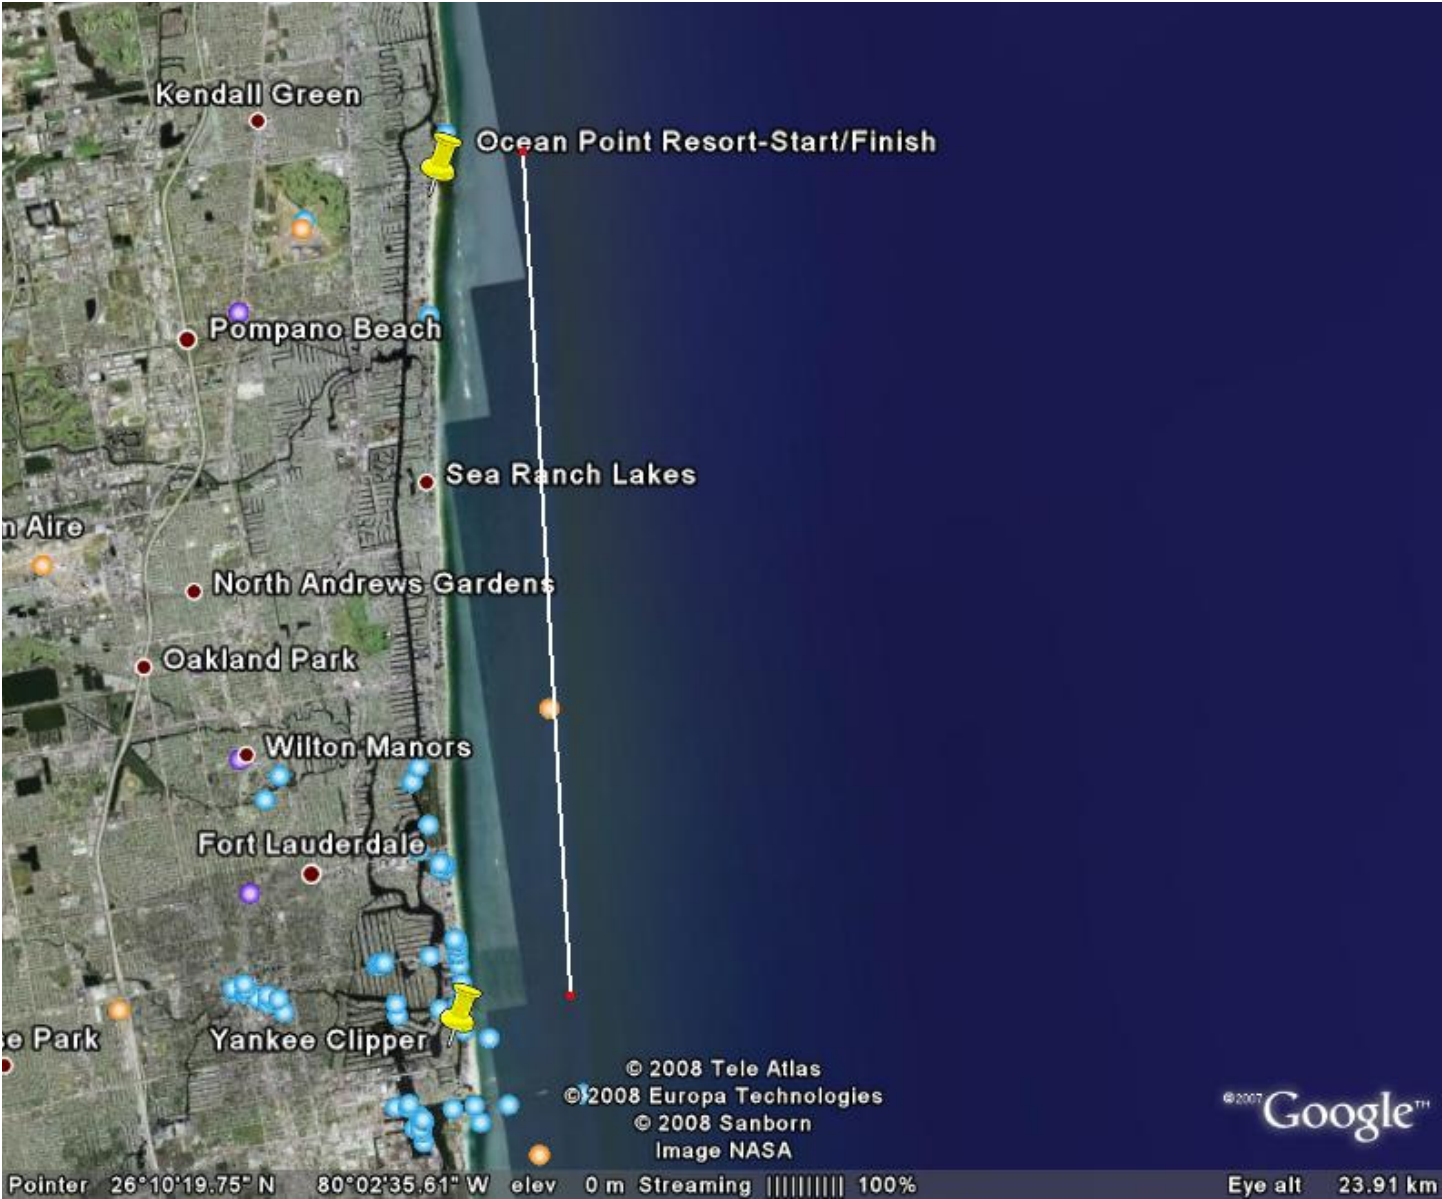 Kendall Green
Ocean Point Resort-Start/Finish
Pompano Beach
Sea Ranch Lakes
m Aire
North Andrews Gardens
Oakland Park
Wilton Manors
Fort Lauderdale
se Park
Yankee Clipper
© 2008 Tele Atlas
© 2008 Europa Technologies
© 2008 Sanborn
Image NASA
©2007 Google™
Pointer 26°10'19.75" N 80°02'35.61" W elev 0 m Streaming |||||||||| 100% Eye alt 23.91 km